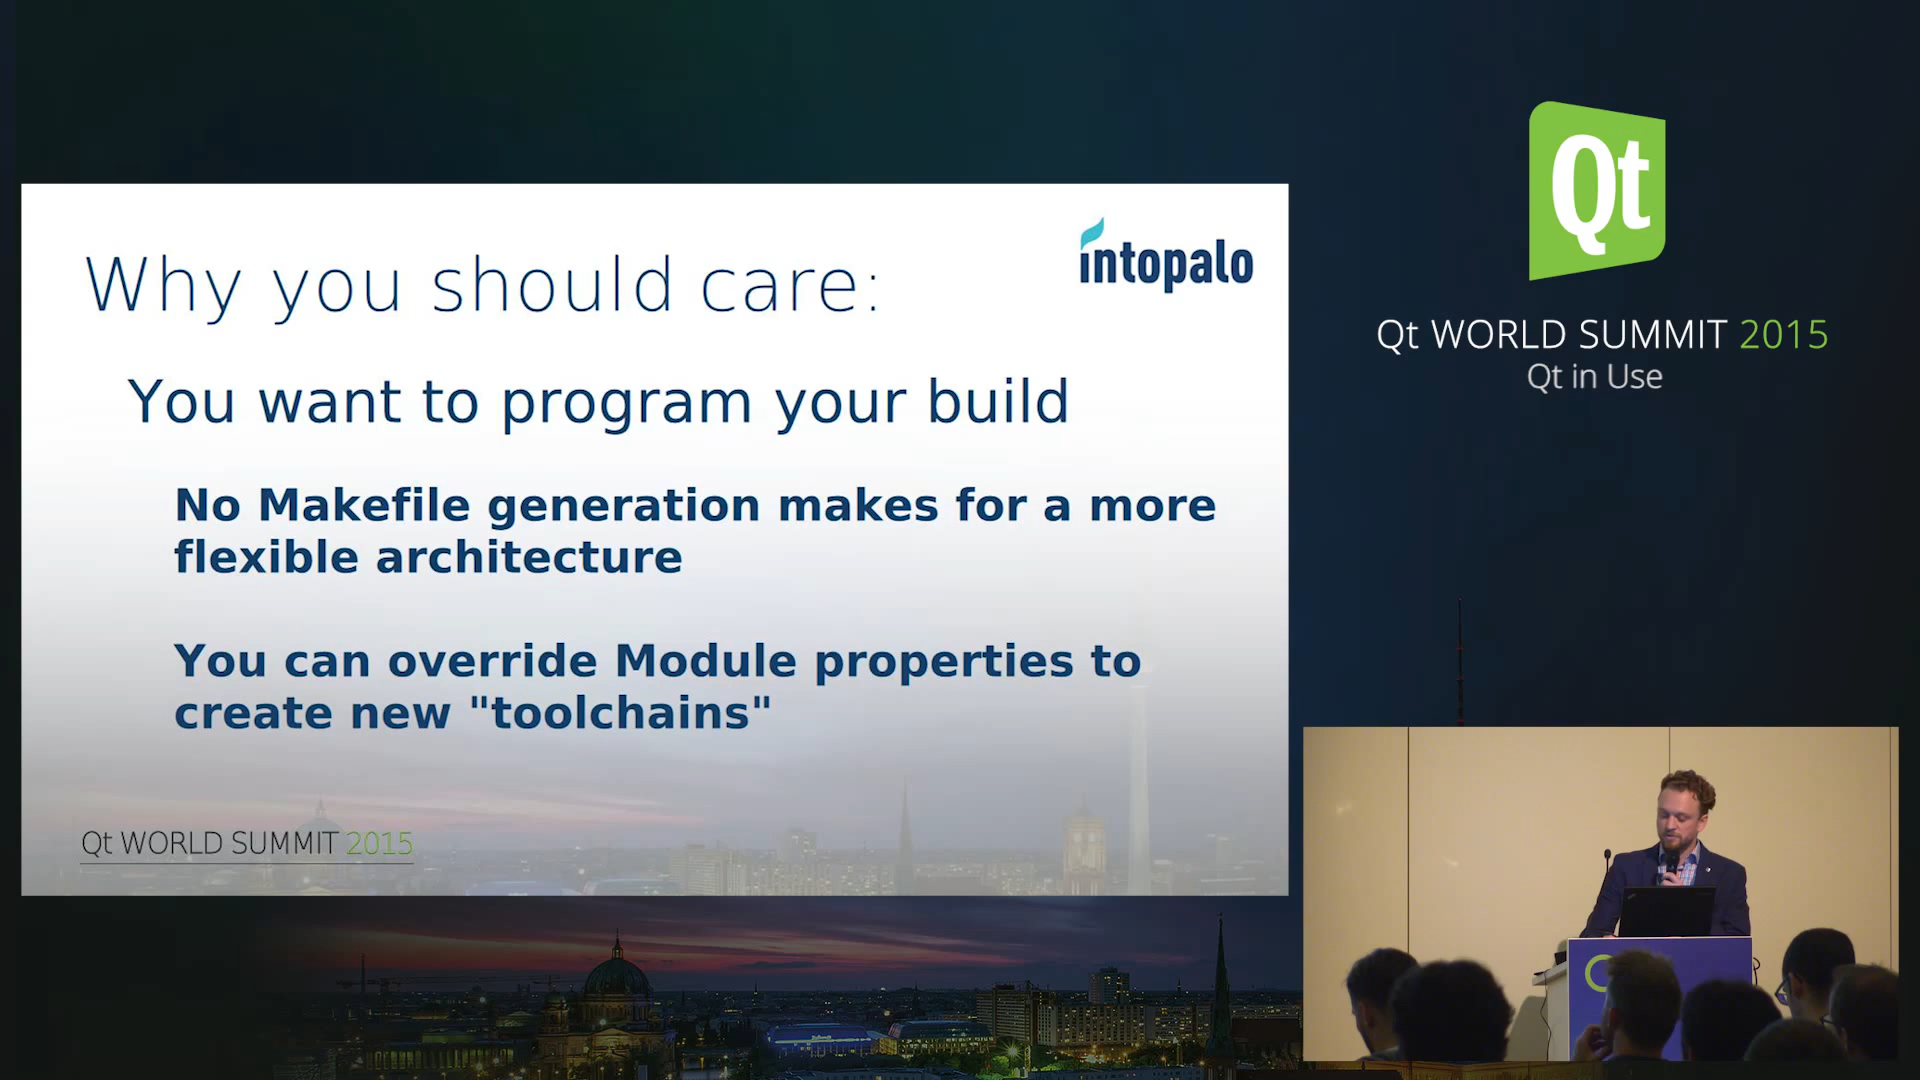 Why you should care:
intopalo
You want to program your build
No Makefile generation makes for a more
flexible architecture
You can override Module properties to
create new "toolchains"
Qt WORLD SUMMIT 2015
Qt
Qt WORLD SUMMIT 2015
Qt in Use